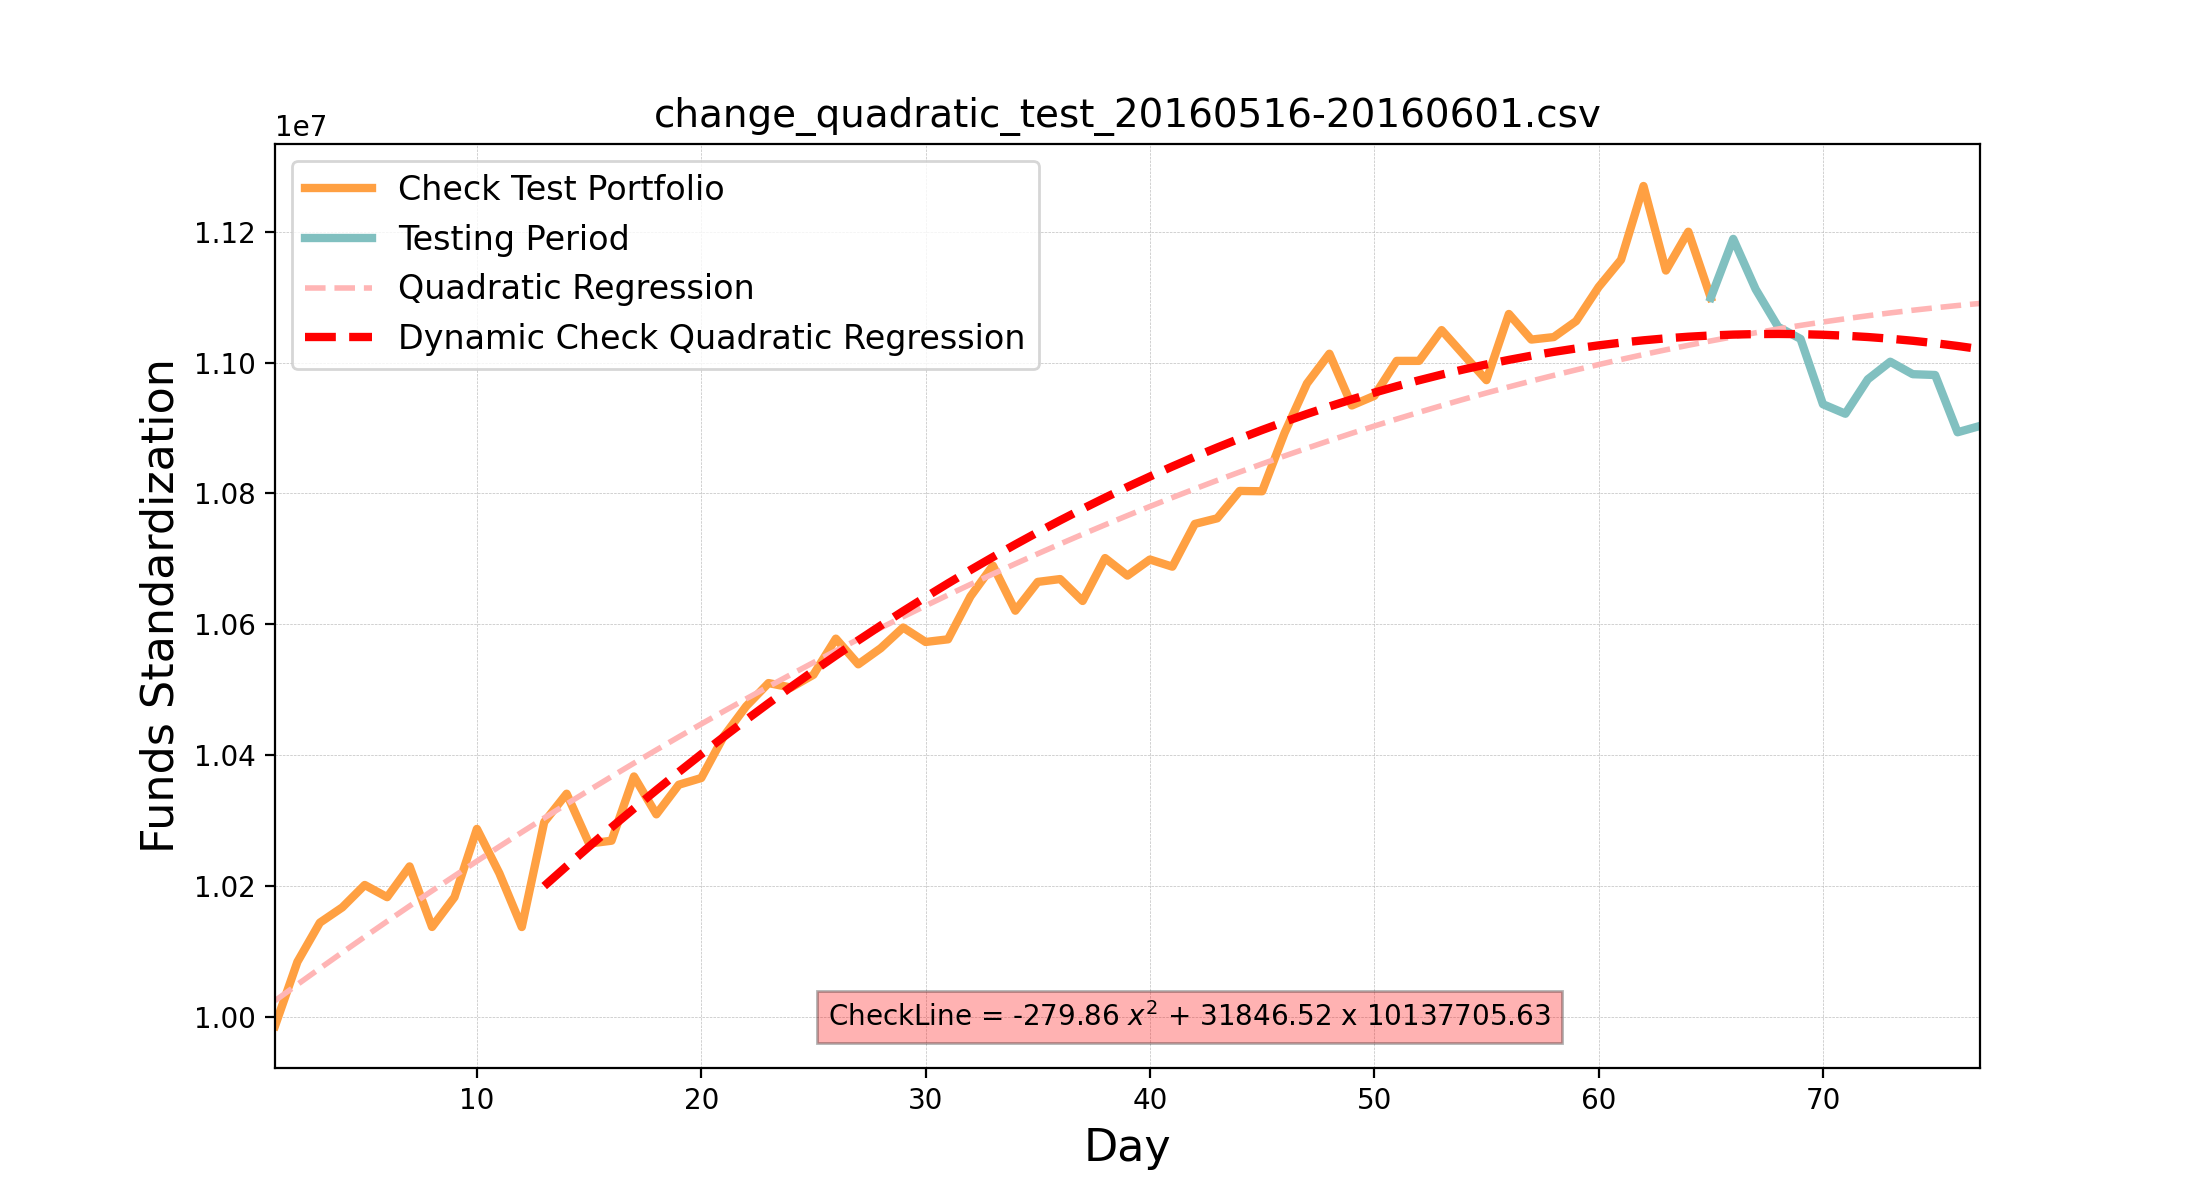 change_quadratic_test_20160516-20160601.csv
1e7
Check Test Portfolio
Testing Period
Quadratic Regression
Dynamic Check Quadratic Regression
1.12
1.10
1.08
1.06
1.04
1.02
1.00
Funds Standardization
CheckLine = -279.86 x² + 31846.52 x 10137705.63
10 20 30 40 50 60 70
Day